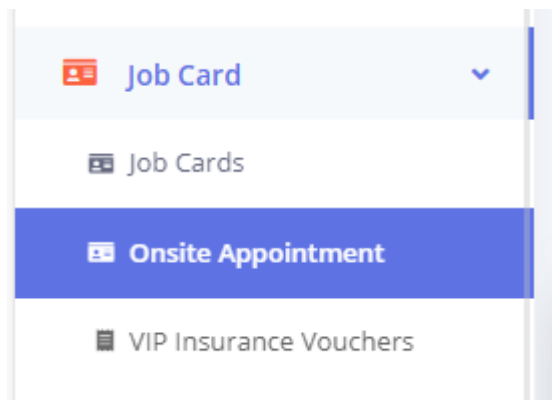 Job Card
Job Cards
Onsite Appointment
VIP Insurance Vouchers